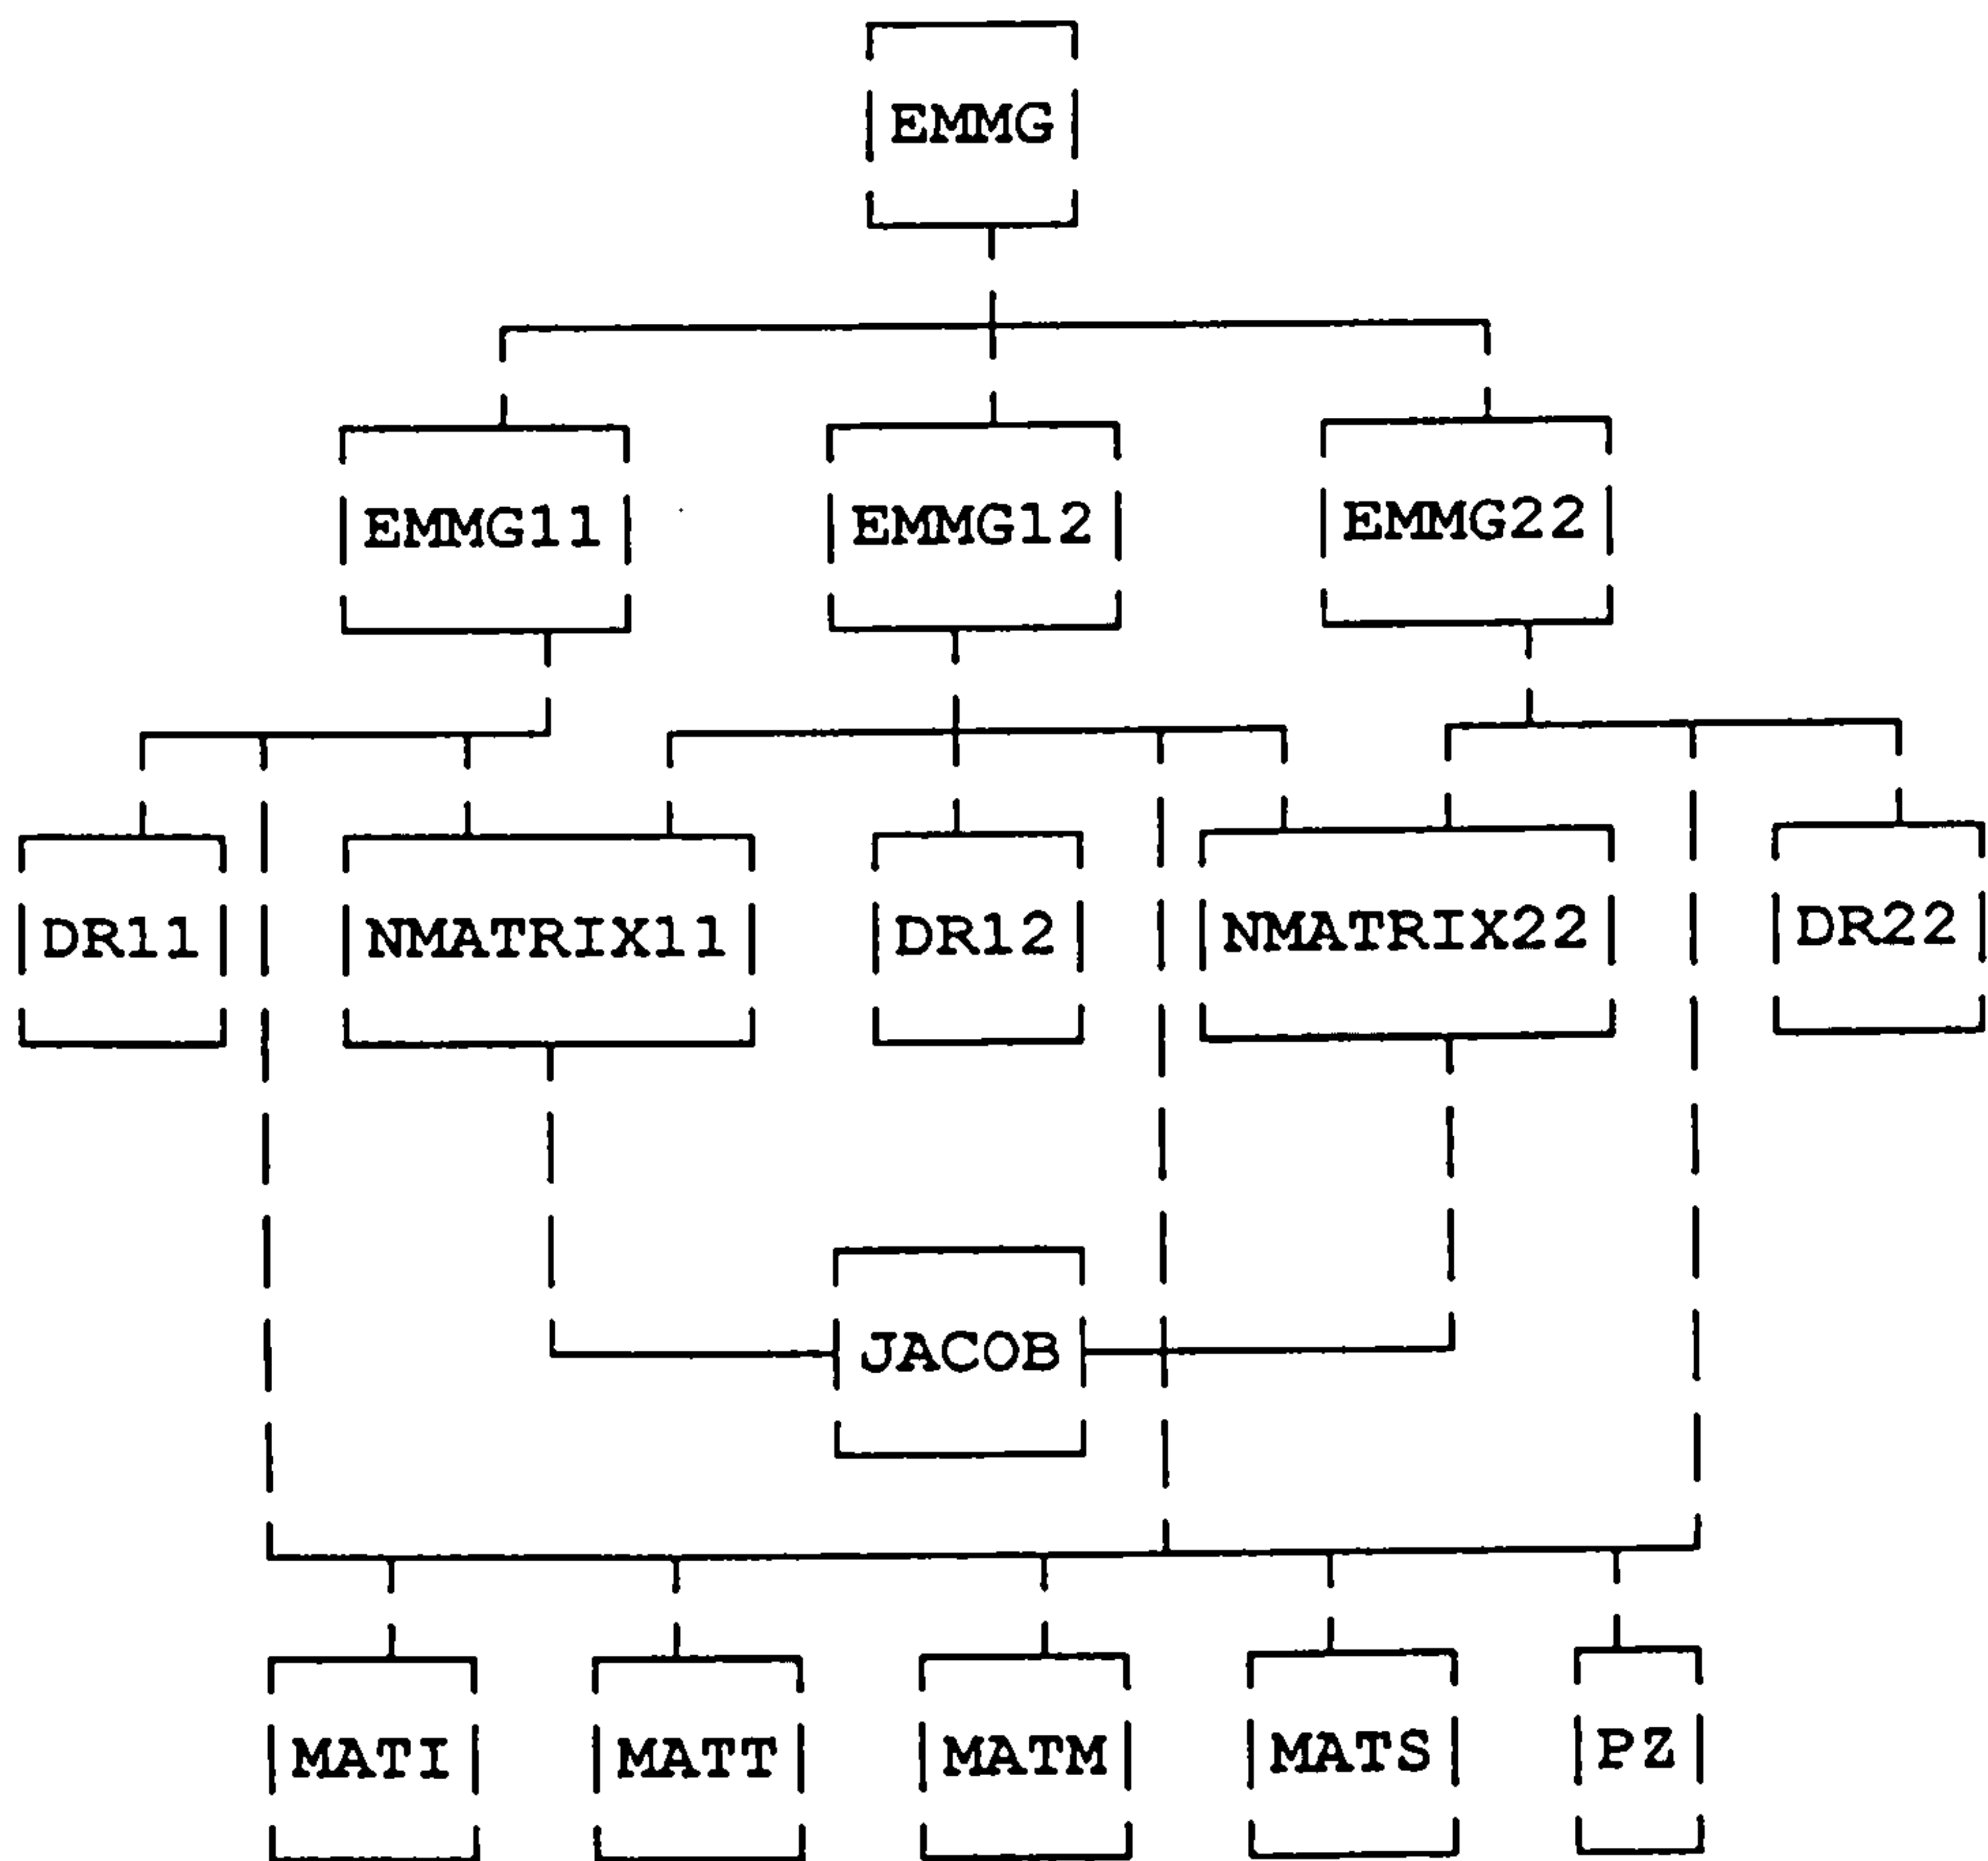 EMMG
EMMG11 EMMG12 EMMG22
DR11 NMATRIX11 DR12 NMATRIX22 DR22
JACOB
MATI MATT MATM MATS PZ